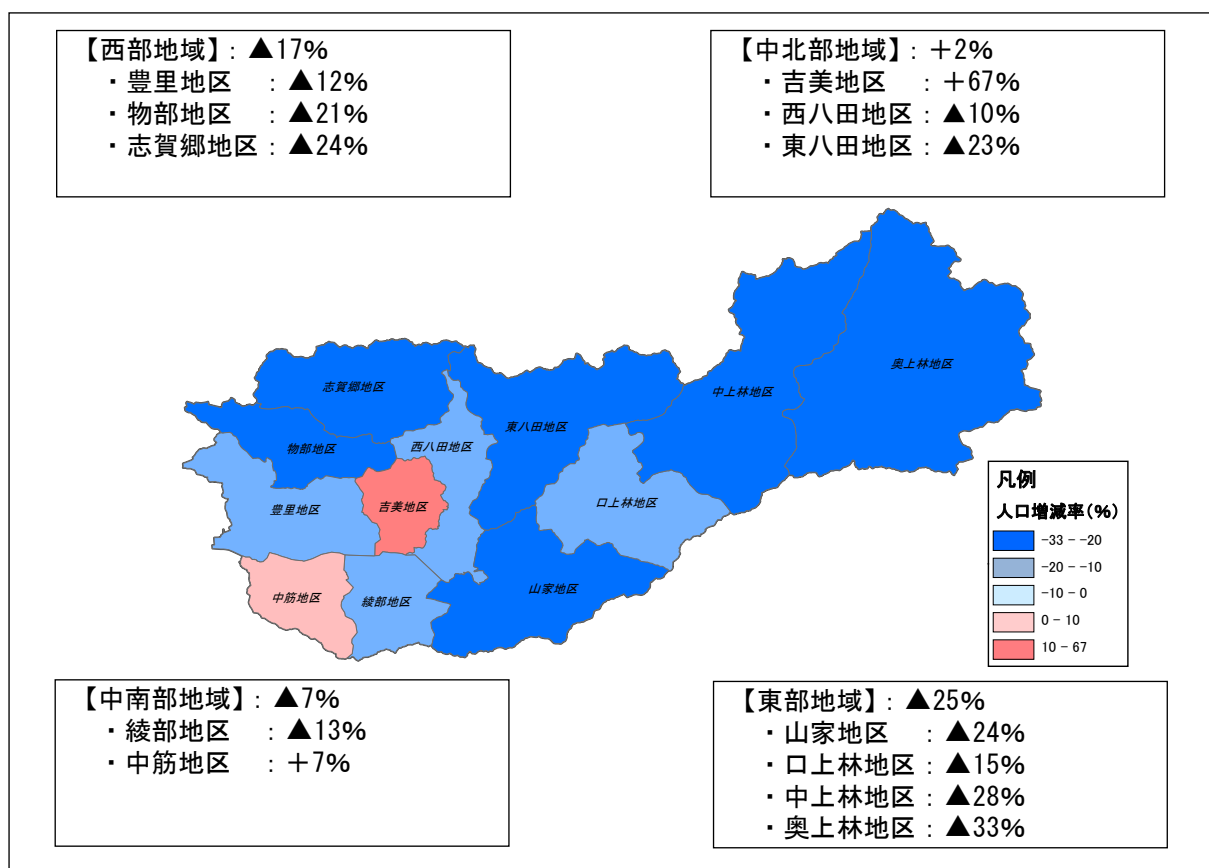 【西部地域】：▲17%
・豊里地区　：▲12%
・物部地区　：▲21%
・志賀郷地区：▲24%
【中北部地域】：＋2%
・吉美地区　：＋67%
・西八田地区：▲10%
・東八田地区：▲23%
奥上林地区
志賀郷地区
中上林地区
東八田地区
物部地区
西八田地区
口上林地区
豊里地区
吉美地区
中筋地区
綾部地区
山家地区
凡例
人口増減率(%)
-33 - -20
-20 - -10
-10 - 0
0 - 10
10 - 67
【中南部地域】：▲7%
・綾部地区　：▲13%
・中筋地区　：＋7%
【東部地域】：▲25%
・山家地区　：▲24%
・口上林地区：▲15%
・中上林地区：▲28%
・奥上林地区：▲33%